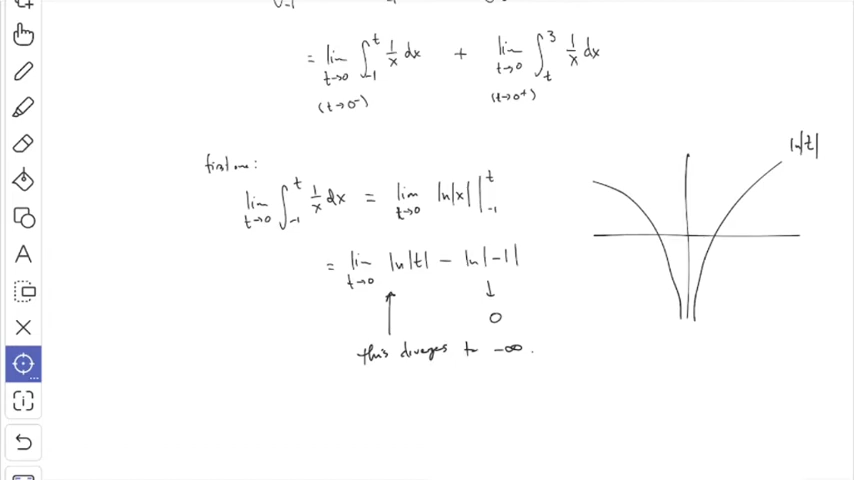 = lim t→0 ∫_{-1}^{t} 1/x dx + lim t→0 ∫_{t}^{3} 1/x dx
(t→0⁻) (t→0⁺)
ln|t|
first one:
lim t→0 ∫_{-1}^{t} 1/x dx = lim t→0 ln|x| |_{-1}^{t}
= lim t→0 ln|t| - ln|-1|
↓
0
this diverges to -∞.